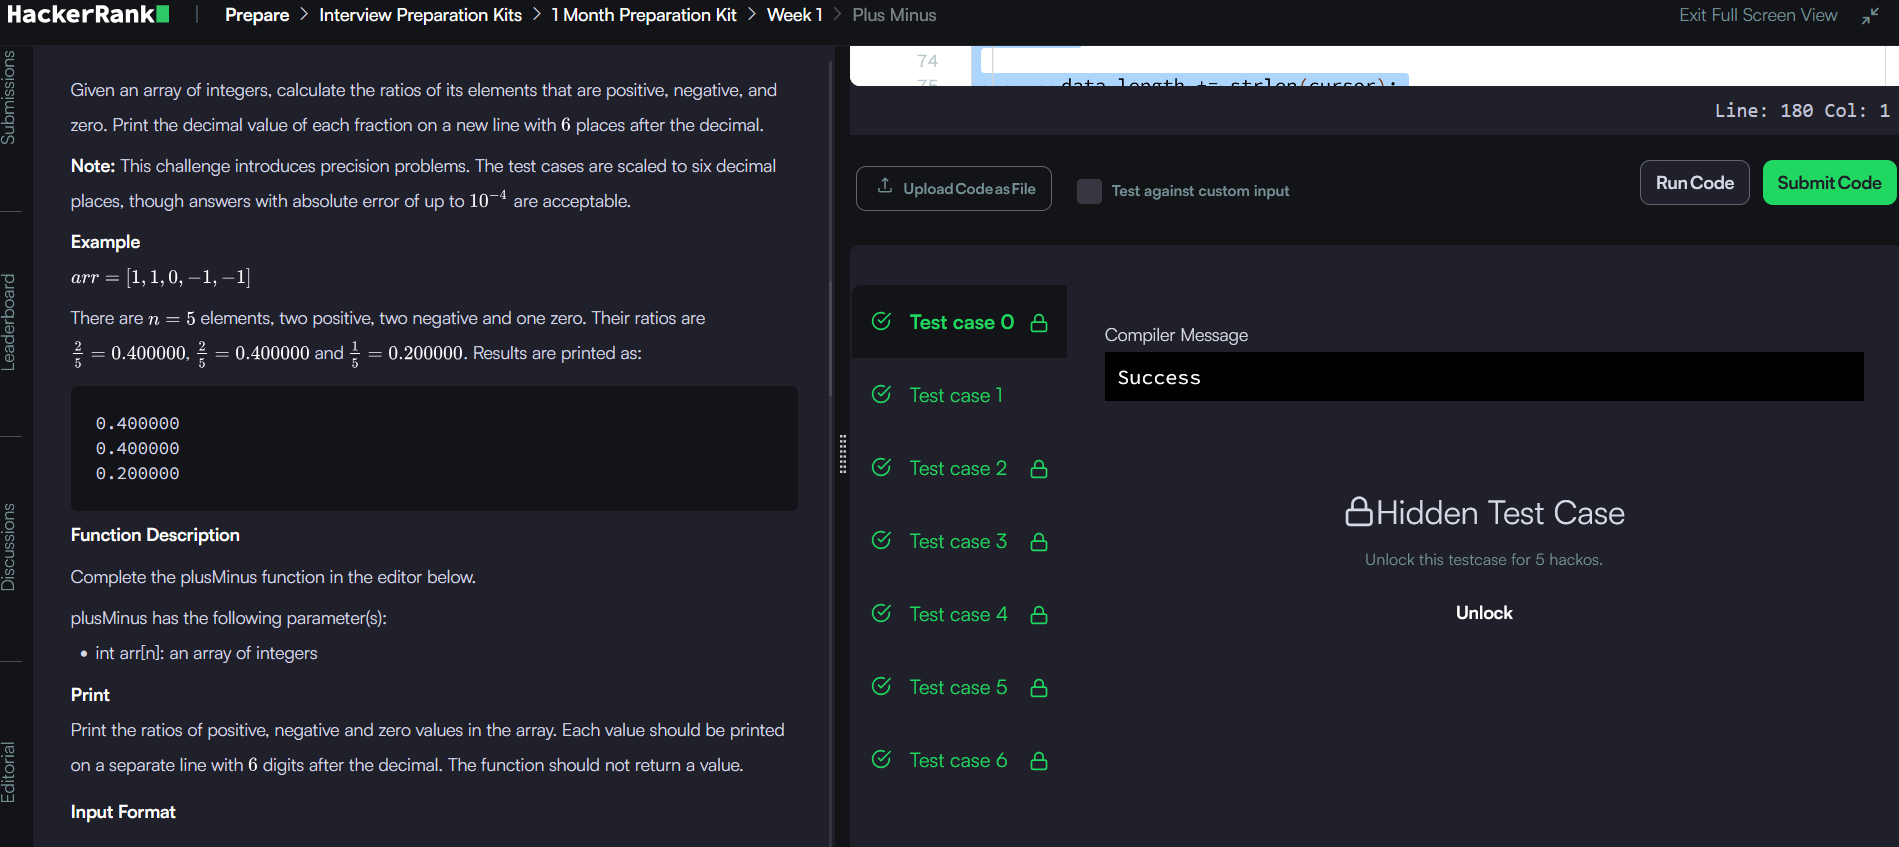 HackerRank | Prepare > Interview Preparation Kits > 1 Month Preparation Kit > Week 1 > Plus Minus
Exit Full Screen View
Submissions
Leaderboard
Discussions
Editorial
Given an array of integers, calculate the ratios of its elements that are positive, negative, and
zero. Print the decimal value of each fraction on a new line with 6 places after the decimal.
Note: This challenge introduces precision problems. The test cases are scaled to six decimal
places, though answers with absolute error of up to 10⁻⁴ are acceptable.
Example
arr = [1, 1, 0, −1, −1]
There are n = 5 elements, two positive, two negative and one zero. Their ratios are
2/5 = 0.400000, 2/5 = 0.400000 and 1/5 = 0.200000. Results are printed as:
0.400000
0.400000
0.200000
Function Description
Complete the plusMinus function in the editor below.
plusMinus has the following parameter(s):
• int arr[n]: an array of integers
Print
Print the ratios of positive, negative and zero values in the array. Each value should be printed
on a separate line with 6 digits after the decimal. The function should not return a value.
Input Format
74
75 data_length += strlen(cursor);
Line: 180 Col: 1
Upload Code as File
Test against custom input
Run Code
Submit Code
Test case 0
Test case 1
Test case 2
Test case 3
Test case 4
Test case 5
Test case 6
Compiler Message
Success
Hidden Test Case
Unlock this testcase for 5 hackos.
Unlock